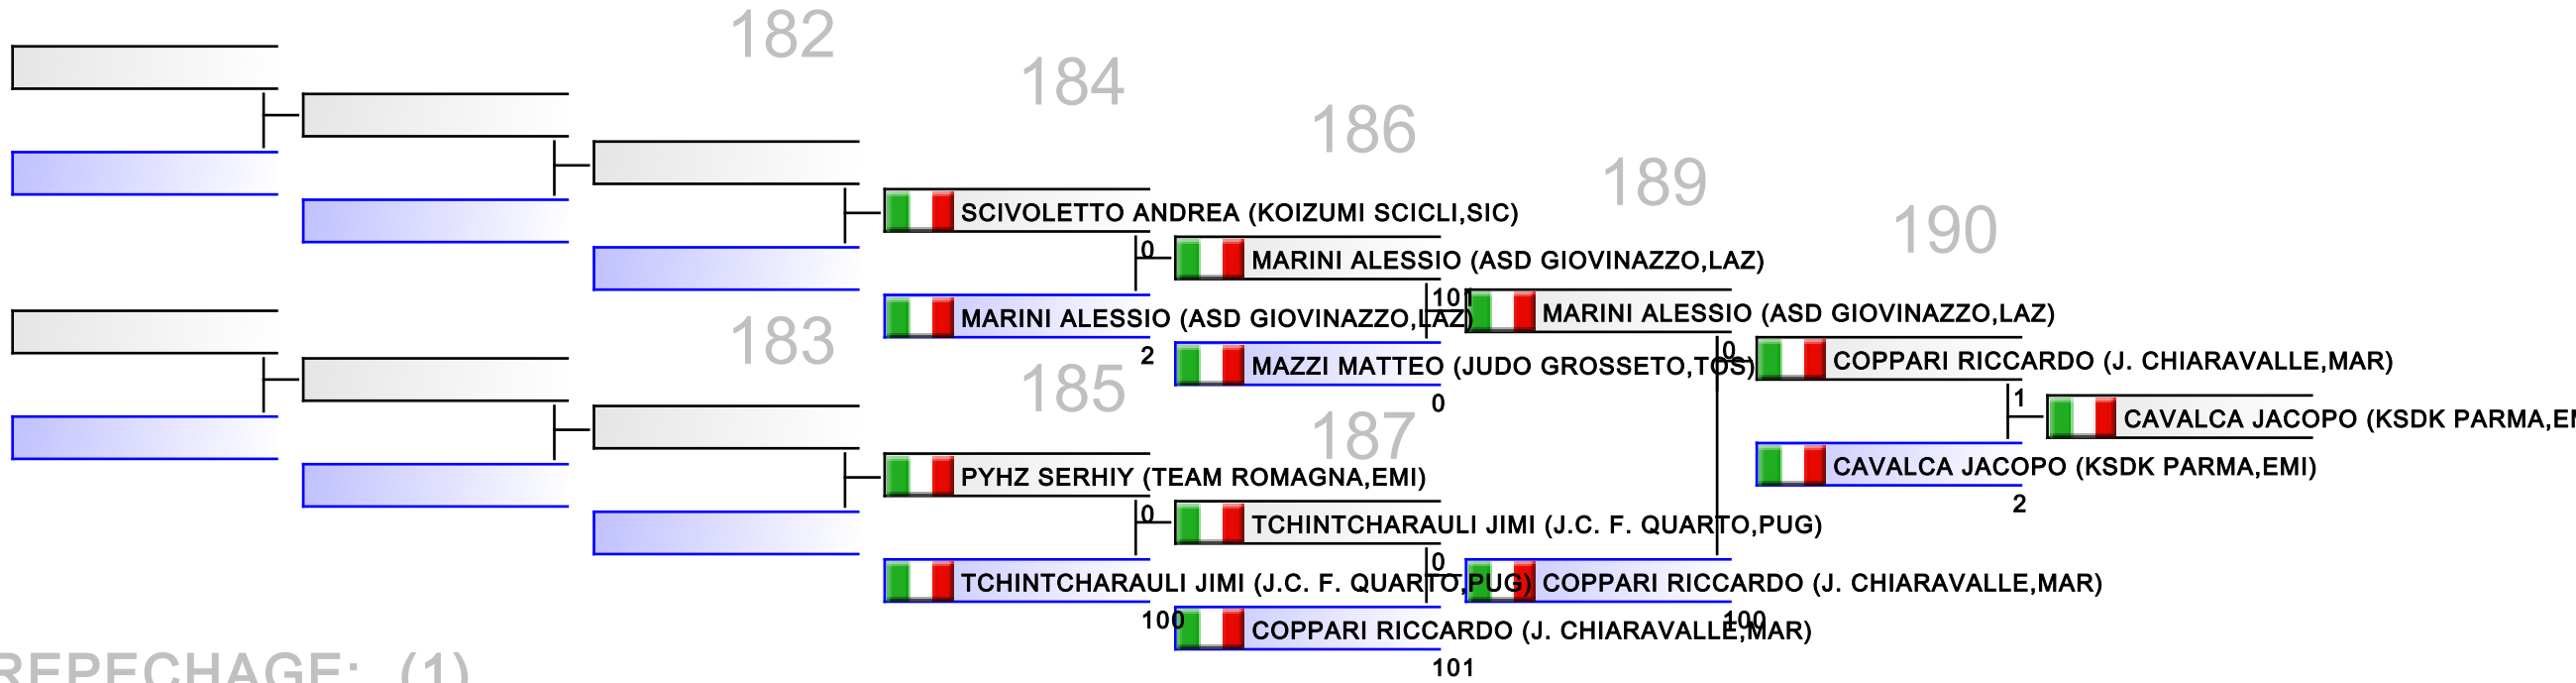 182
184
186
189
190
SCIVOLETTO ANDREA (KOIZUMI SCICLI,SIC)
0
MARINI ALESSIO (ASD GIOVINAZZO,LAZ)
MARINI ALESSIO (ASD GIOVINAZZO,LAZ)
2
101
MARINI ALESSIO (ASD GIOVINAZZO,LAZ)
MAZZI MATTEO (JUDO GROSSETO,TOS)
0
0
COPPARI RICCARDO (J. CHIARAVALLE,MAR)
1
CAVALCA JACOPO (KSDK PARMA,EM
CAVALCA JACOPO (KSDK PARMA,EMI)
2
183
185
187
PYHZ SERHIY (TEAM ROMAGNA,EMI)
0
TCHINTCHARAULI JIMI (J.C. F. QUARTO,PUG)
TCHINTCHARAULI JIMI (J.C. F. QUARTO,PUG)
100
0
COPPARI RICCARDO (J. CHIARAVALLE,MAR)
100
COPPARI RICCARDO (J. CHIARAVALLE,MAR)
101
REPECHAGE: (1)